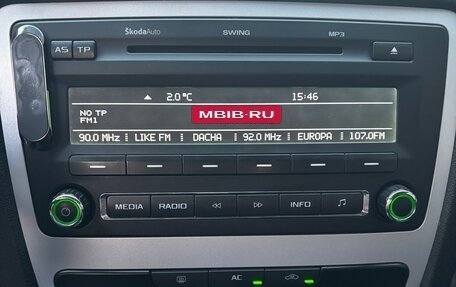 ŠkodaAuto SWING MP3
AS TP
2.0 °C 15:46
NO TP
MBIB-RU
FM1
90.0 MHz LIKE FM DACHA 92.0 MHz EUROPA 107.0FM
MEDIA RADIO INFO
AC